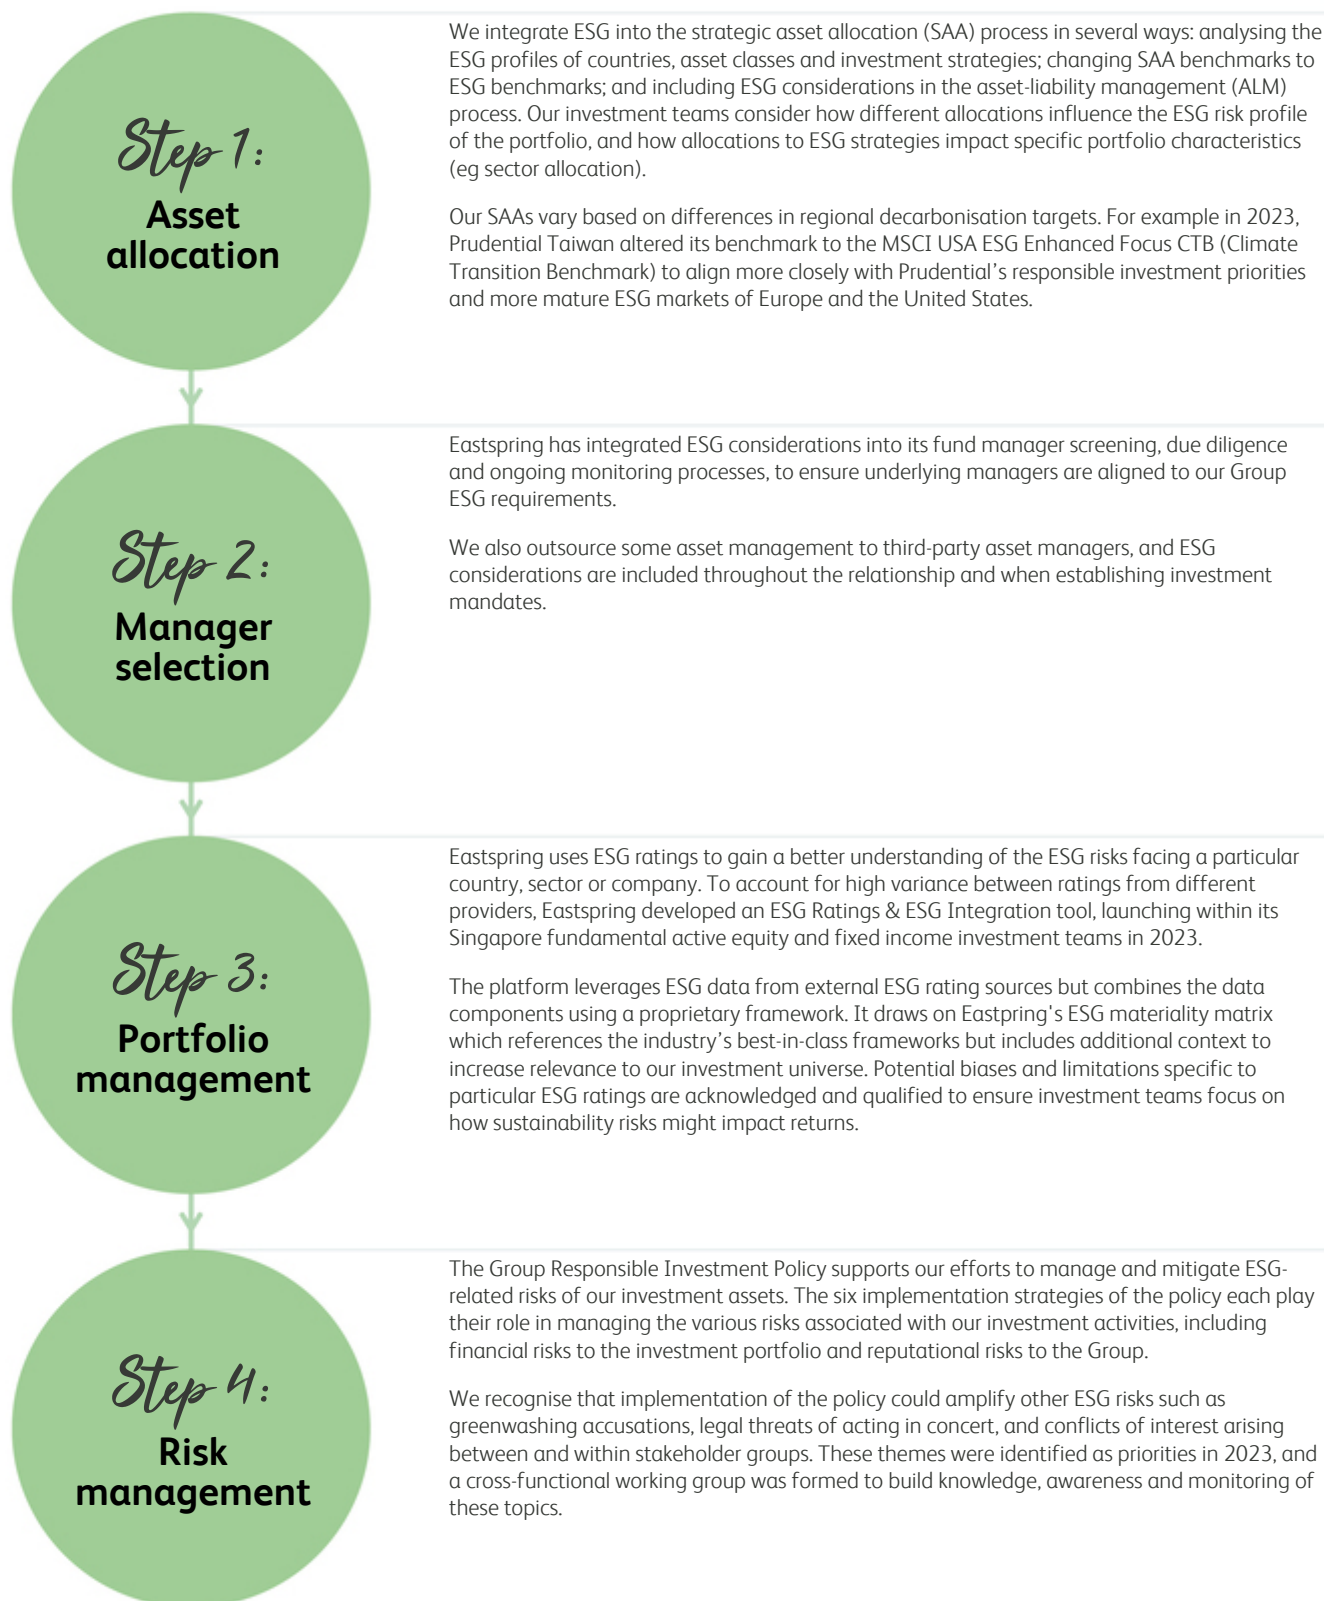 Step 1:
Asset
allocation
We integrate ESG into the strategic asset allocation (SAA) process in several ways: analysing the
ESG profiles of countries, asset classes and investment strategies; changing SAA benchmarks to
ESG benchmarks; and including ESG considerations in the asset-liability management (ALM)
process. Our investment teams consider how different allocations influence the ESG risk profile
of the portfolio, and how allocations to ESG strategies impact specific portfolio characteristics
(eg sector allocation).
Our SAAs vary based on differences in regional decarbonisation targets. For example in 2023,
Prudential Taiwan altered its benchmark to the MSCI USA ESG Enhanced Focus CTB (Climate
Transition Benchmark) to align more closely with Prudential’s responsible investment priorities
and more mature ESG markets of Europe and the United States.
Step 2:
Manager
selection
Eastspring has integrated ESG considerations into its fund manager screening, due diligence
and ongoing monitoring processes, to ensure underlying managers are aligned to our Group
ESG requirements.
We also outsource some asset management to third-party asset managers, and ESG
considerations are included throughout the relationship and when establishing investment
mandates.
Step 3:
Portfolio
management
Eastspring uses ESG ratings to gain a better understanding of the ESG risks facing a particular
country, sector or company. To account for high variance between ratings from different
providers, Eastspring developed an ESG Ratings & ESG Integration tool, launching within its
Singapore fundamental active equity and fixed income investment teams in 2023.
The platform leverages ESG data from external ESG rating sources but combines the data
components using a proprietary framework. It draws on Eastpring's ESG materiality matrix
which references the industry’s best-in-class frameworks but includes additional context to
increase relevance to our investment universe. Potential biases and limitations specific to
particular ESG ratings are acknowledged and qualified to ensure investment teams focus on
how sustainability risks might impact returns.
Step 4:
Risk
management
The Group Responsible Investment Policy supports our efforts to manage and mitigate ESG-
related risks of our investment assets. The six implementation strategies of the policy each play
their role in managing the various risks associated with our investment activities, including
financial risks to the investment portfolio and reputational risks to the Group.
We recognise that implementation of the policy could amplify other ESG risks such as
greenwashing accusations, legal threats of acting in concert, and conflicts of interest arising
between and within stakeholder groups. These themes were identified as priorities in 2023, and
a cross-functional working group was formed to build knowledge, awareness and monitoring of
these topics.